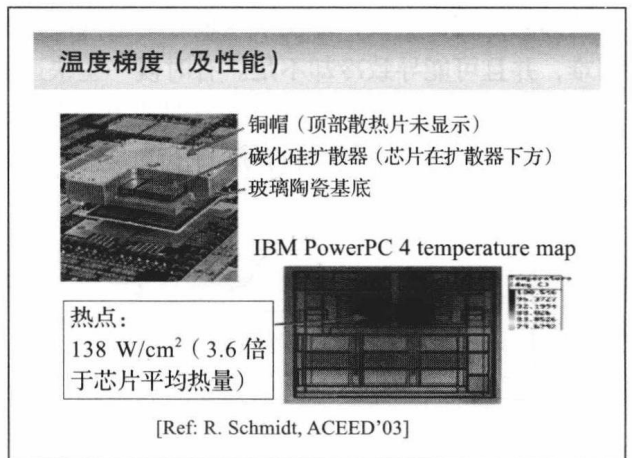 温度梯度（及性能）
铜帽（顶部散热片未显示）
碳化硅扩散器（芯片在扩散器下方）
玻璃陶瓷基底
IBM PowerPC 4 temperature map
Temperature
(deg C)
热点：
138 W/cm² （3.6 倍
于芯片平均热量）
[Ref: R. Schmidt, ACEED’03]